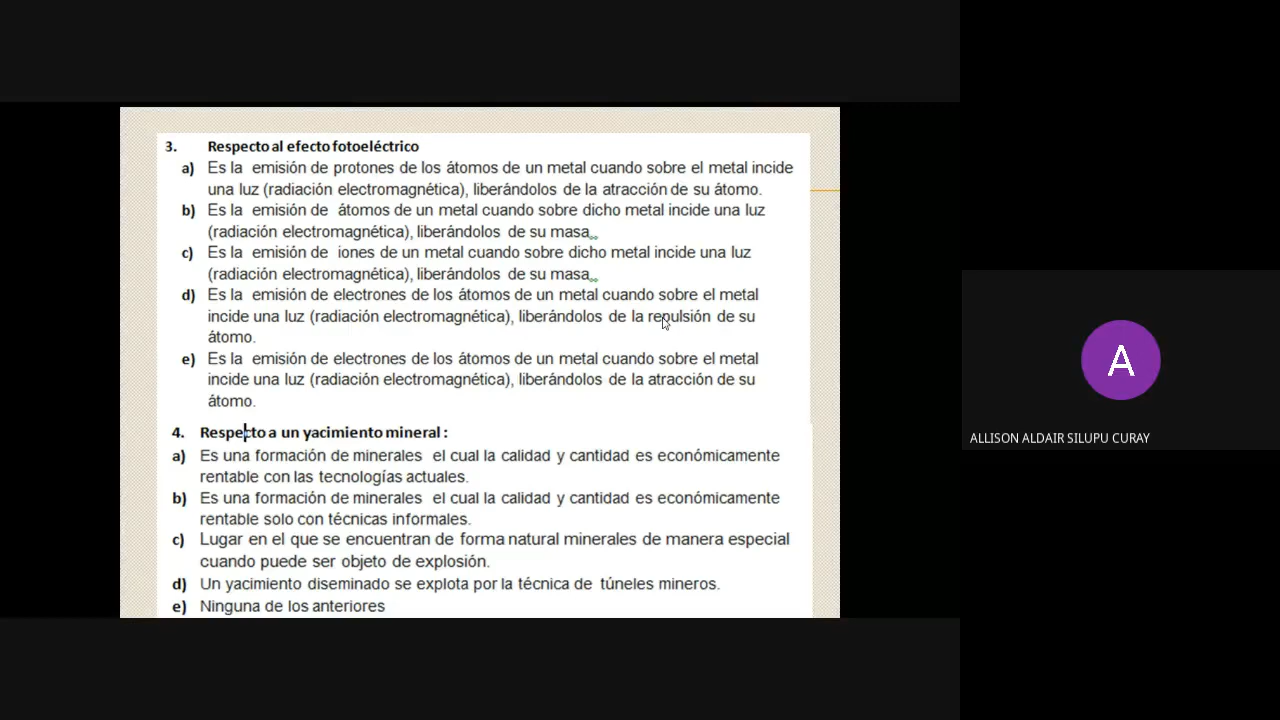 3. Respecto al efecto fotoeléctrico
a) Es la emisión de protones de los átomos de un metal cuando sobre el metal incide
una luz (radiación electromagnética), liberándolos de la atracción de su átomo.
b) Es la emisión de átomos de un metal cuando sobre dicho metal incide una luz
(radiación electromagnética), liberándolos de su masa.
c) Es la emisión de iones de un metal cuando sobre dicho metal incide una luz
(radiación electromagnética), liberándolos de su masa.
d) Es la emisión de electrones de los átomos de un metal cuando sobre el metal
incide una luz (radiación electromagnética), liberándolos de la repulsión de su
átomo.
e) Es la emisión de electrones de los átomos de un metal cuando sobre el metal
incide una luz (radiación electromagnética), liberándolos de la atracción de su
átomo.
4. Respecto a un yacimiento mineral :
a) Es una formación de minerales el cual la calidad y cantidad es económicamente
rentable con las tecnologías actuales.
b) Es una formación de minerales el cual la calidad y cantidad es económicamente
rentable solo con técnicas informales.
c) Lugar en el que se encuentran de forma natural minerales de manera especial
cuando puede ser objeto de explosión.
d) Un yacimiento diseminado se explota por la técnica de túneles mineros.
e) Ninguna de los anteriores
A
ALLISON ALDAIR SILUPU CURAY